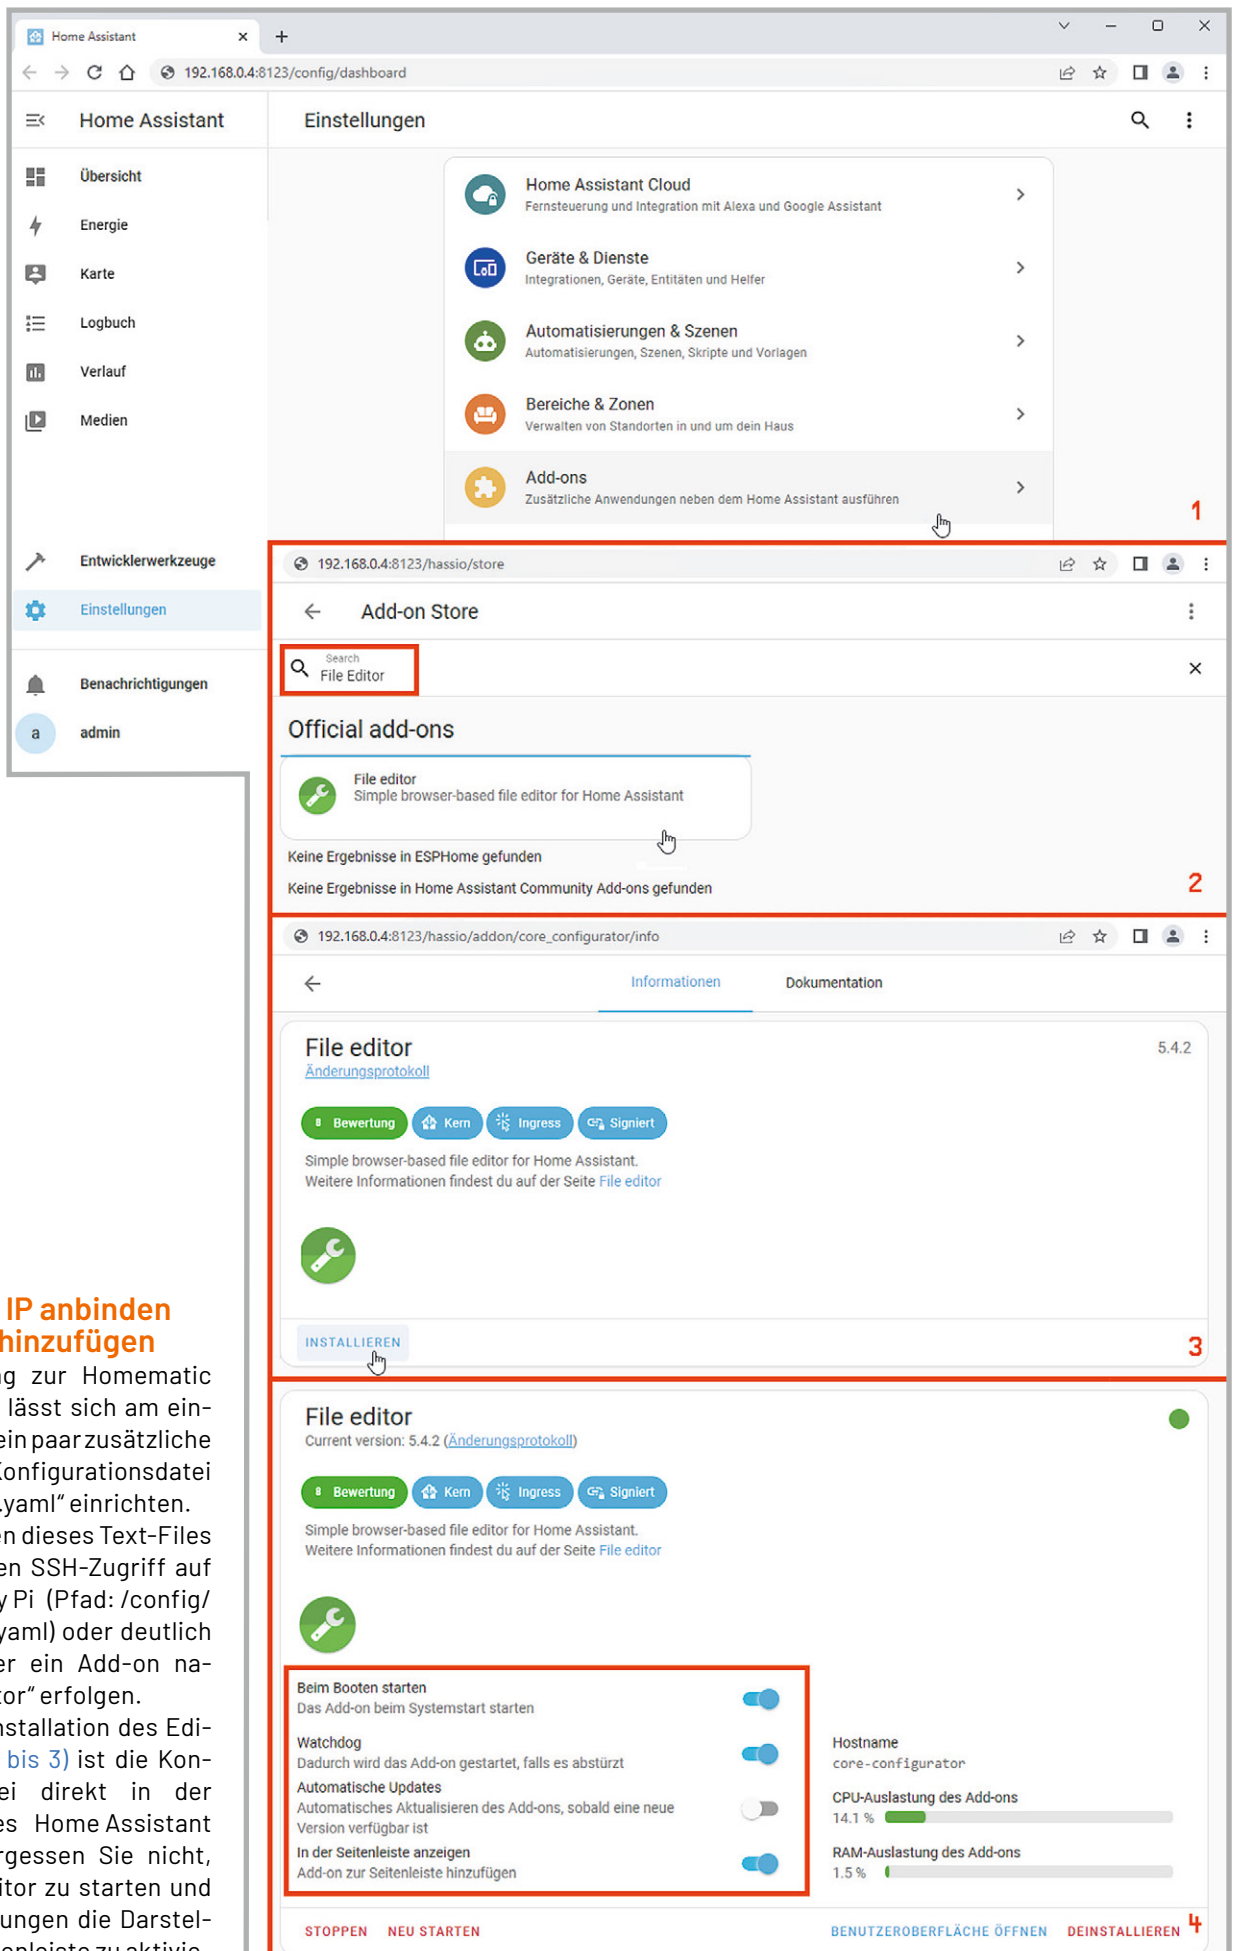 Home Assistant
192.168.0.4:8123/config/dashboard
Home Assistant
Einstellungen
Übersicht
Energie
Karte
Logbuch
Verlauf
Medien
Entwicklerwerkzeuge
Einstellungen
Benachrichtigungen
a admin
Home Assistant Cloud
Fernsteuerung und Integration mit Alexa und Google Assistant
Geräte & Dienste
Integrationen, Geräte, Entitäten und Helfer
Automatisierungen & Szenen
Automatisierungen, Szenen, Skripte und Vorlagen
Bereiche & Zonen
Verwalten von Standorten in und um dein Haus
Add-ons
Zusätzliche Anwendungen neben dem Home Assistant ausführen
1
192.168.0.4:8123/hassio/store
Add-on Store
Search
File Editor
Official add-ons
File editor
Simple browser-based file editor for Home Assistant
Keine Ergebnisse in ESPHome gefunden
Keine Ergebnisse in Home Assistant Community Add-ons gefunden
2
192.168.0.4:8123/hassio/addon/core_configurator/info
Informationen Dokumentation
File editor 5.4.2
Änderungsprotokoll
8 Bewertung Kern Ingress Signiert
Simple browser-based file editor for Home Assistant.
Weitere Informationen findest du auf der Seite File editor
INSTALLIEREN
3
File editor
Current version: 5.4.2 (Änderungsprotokoll)
8 Bewertung Kern Ingress Signiert
Simple browser-based file editor for Home Assistant.
Weitere Informationen findest du auf der Seite File editor
Beim Booten starten
Das Add-on beim Systemstart starten
Watchdog
Dadurch wird das Add-on gestartet, falls es abstürzt
Automatische Updates
Automatisches Aktualisieren des Add-ons, sobald eine neue
Version verfügbar ist
In der Seitenleiste anzeigen
Add-on zur Seitenleiste hinzufügen
Hostname
core-configurator
CPU-Auslastung des Add-ons
14.1 %
RAM-Auslastung des Add-ons
1.5 %
STOPPEN NEU STARTEN BENUTZEROBERFLÄCHE ÖFFNEN DEINSTALLIEREN
4
IP anbinden
hinzufügen
ng zur Homematic
lässt sich am ein-
ein paar zusätzliche
Konfigurationsdatei
.yaml“ einrichten.
en dieses Text-Files
en SSH-Zugriff auf
y Pi (Pfad: /config/
yaml) oder deutlich
er ein Add-on na-
tor“ erfolgen.
nstallation des Edi-
bis 3) ist die Kon-
ei direkt in der
es Home Assistant
rgessen Sie nicht,
itor zu starten und
ungen die Darstel-
enleiste zu aktivie-